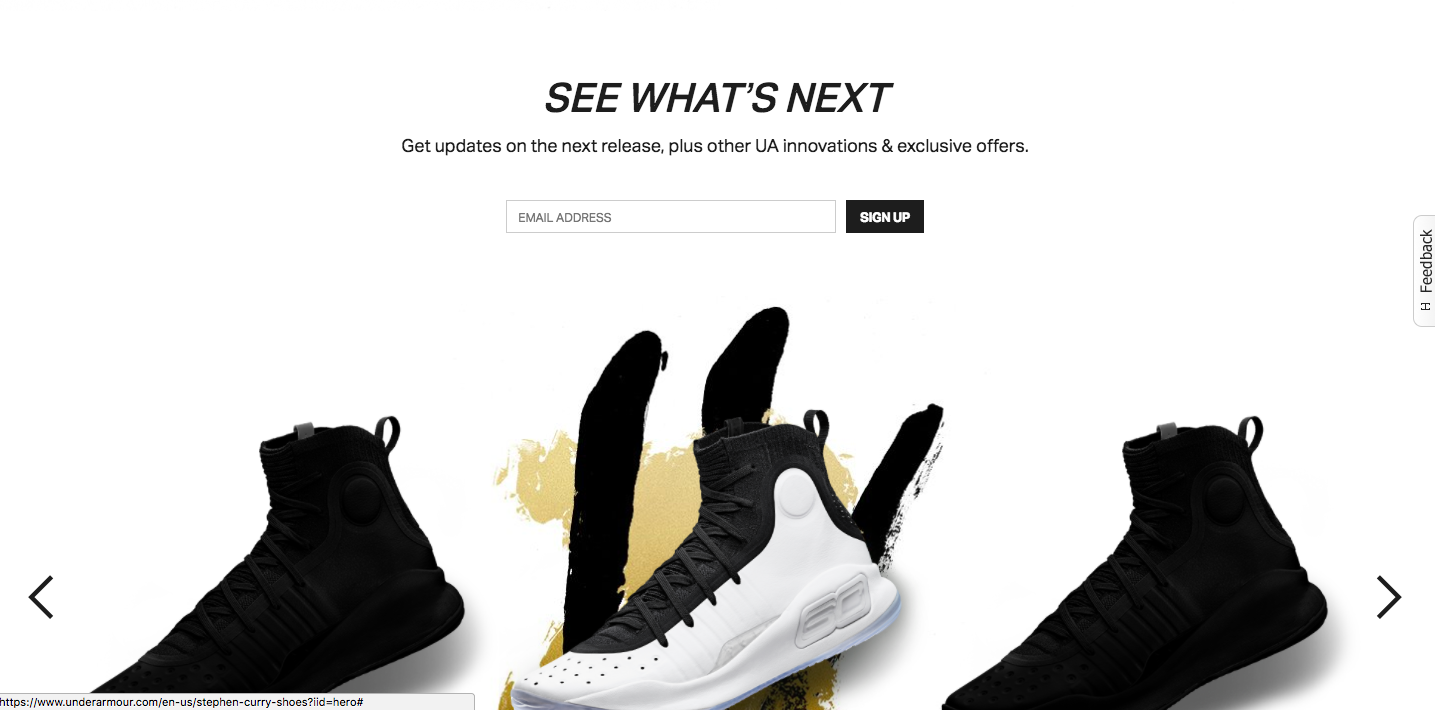 SEE WHAT'S NEXT
Get updates on the next release, plus other UA innovations & exclusive offers.
EMAIL ADDRESS
SIGN UP
Feedback
https://www.underarmour.com/en-us/stephen-curry-shoes?iid=hero#